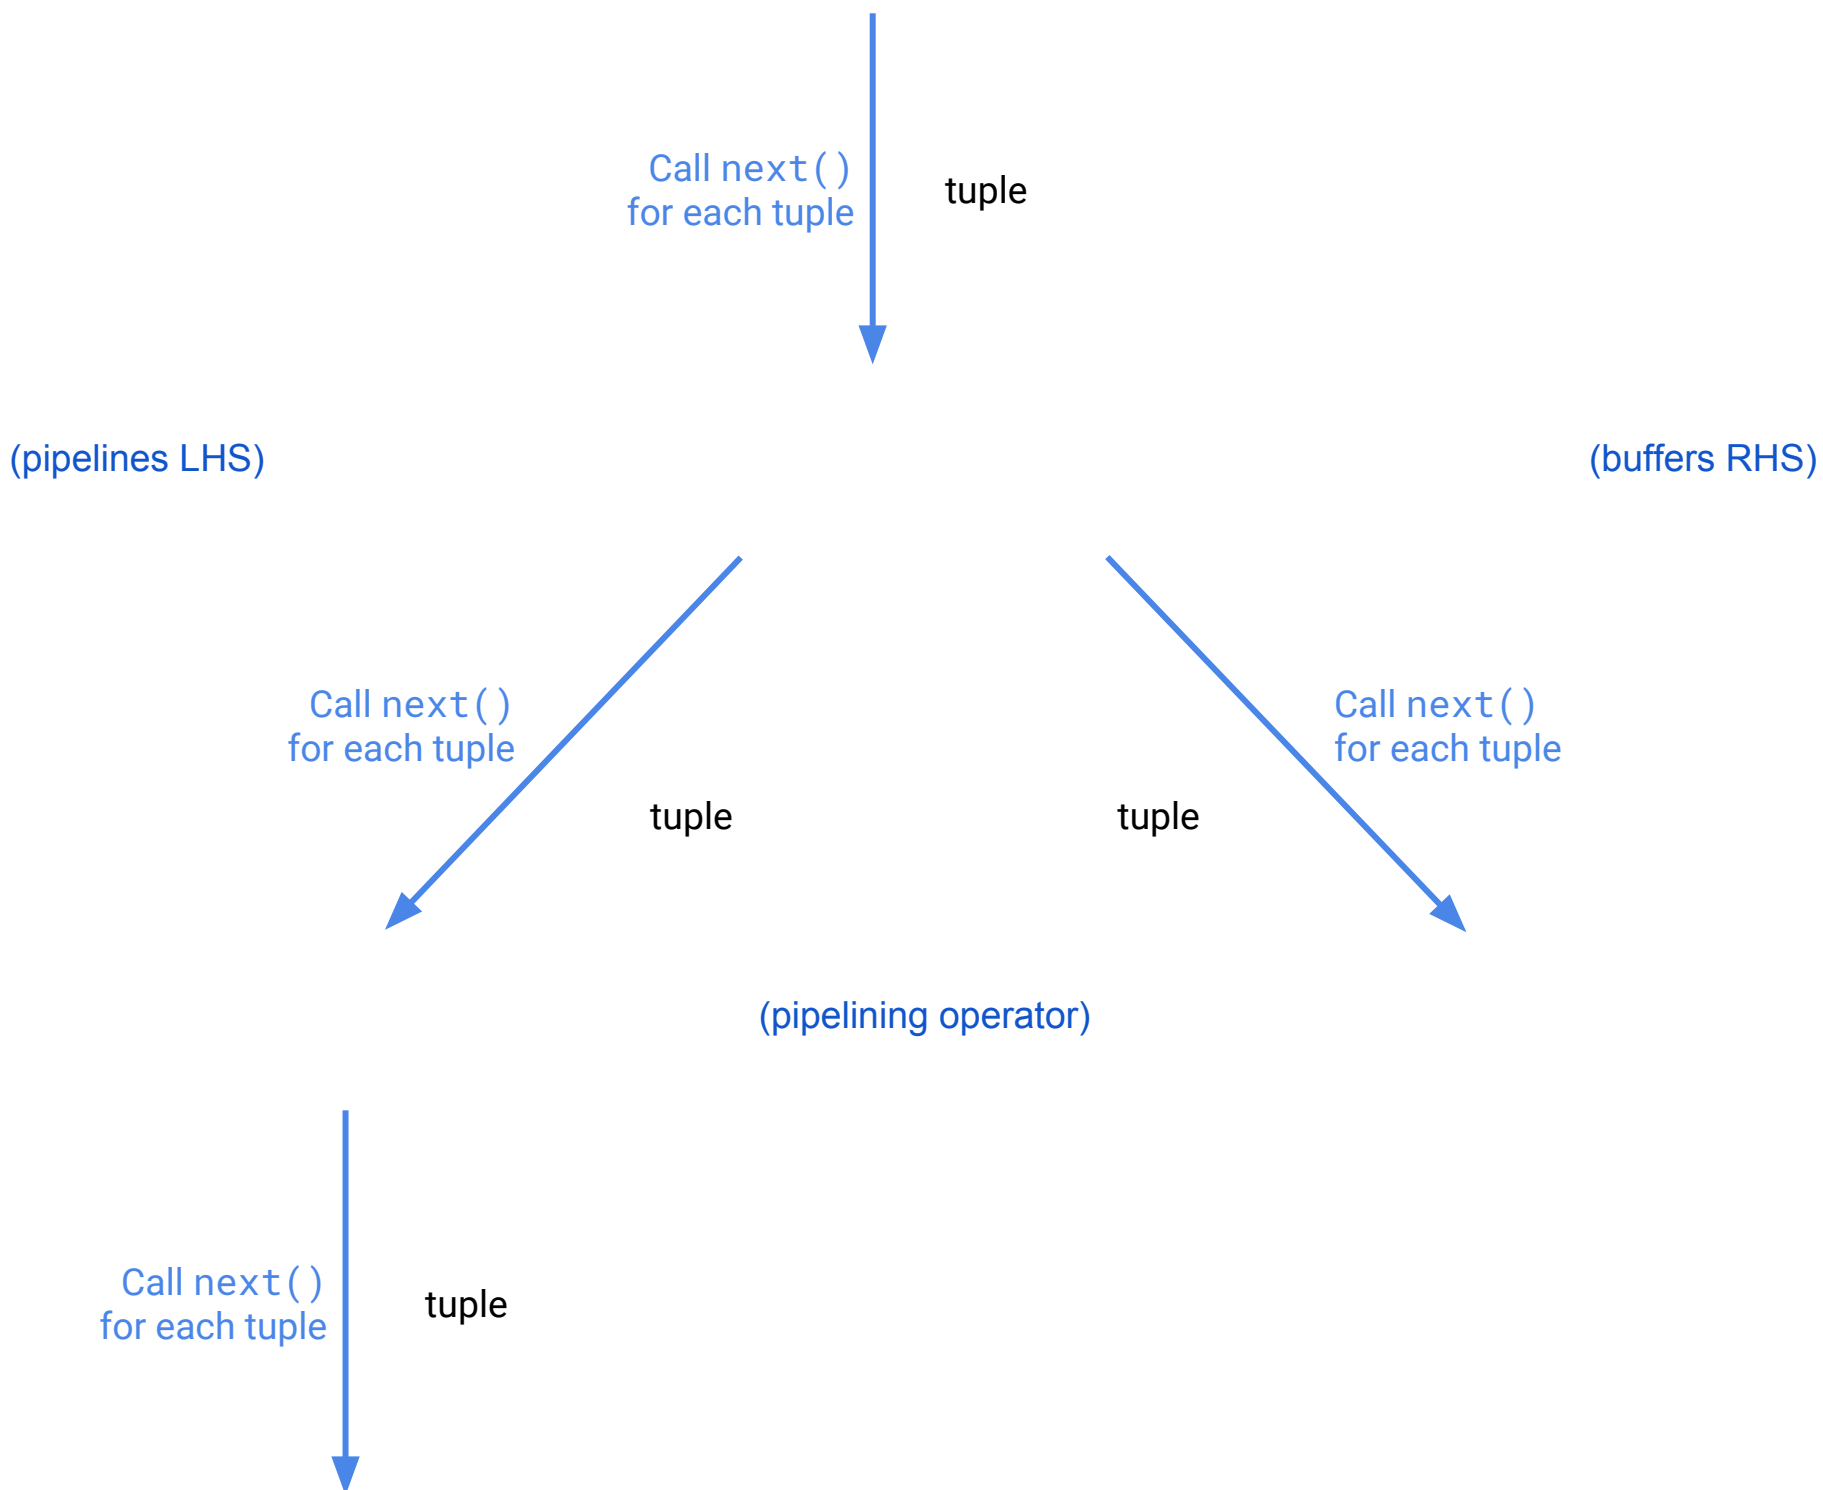 Call next()
for each tuple
tuple
(pipelines LHS)
(buffers RHS)
Call next()
for each tuple
Call next()
for each tuple
tuple
tuple
(pipelining operator)
Call next()
for each tuple
tuple